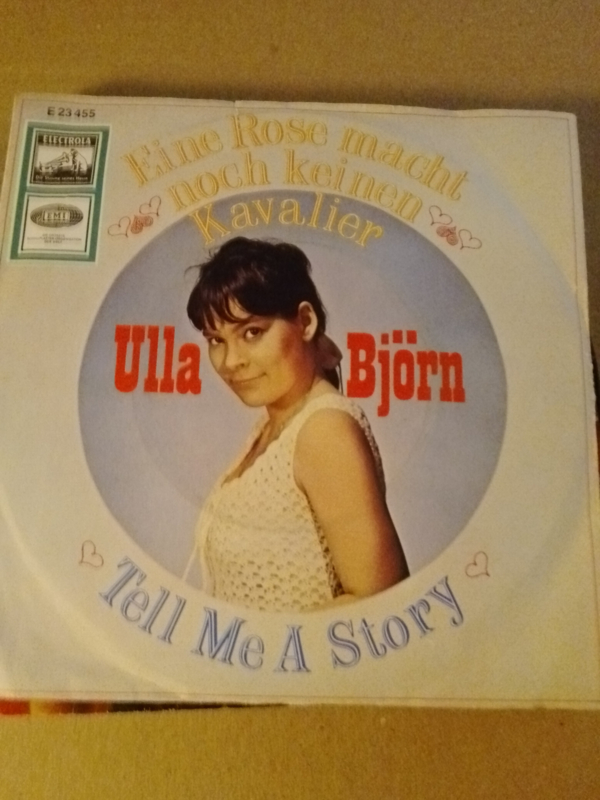 E 23 455
ELECTROLA
EMI
Eine Rose macht
noch keinen
Kavalier
Ulla Björn
Tell Me A Story